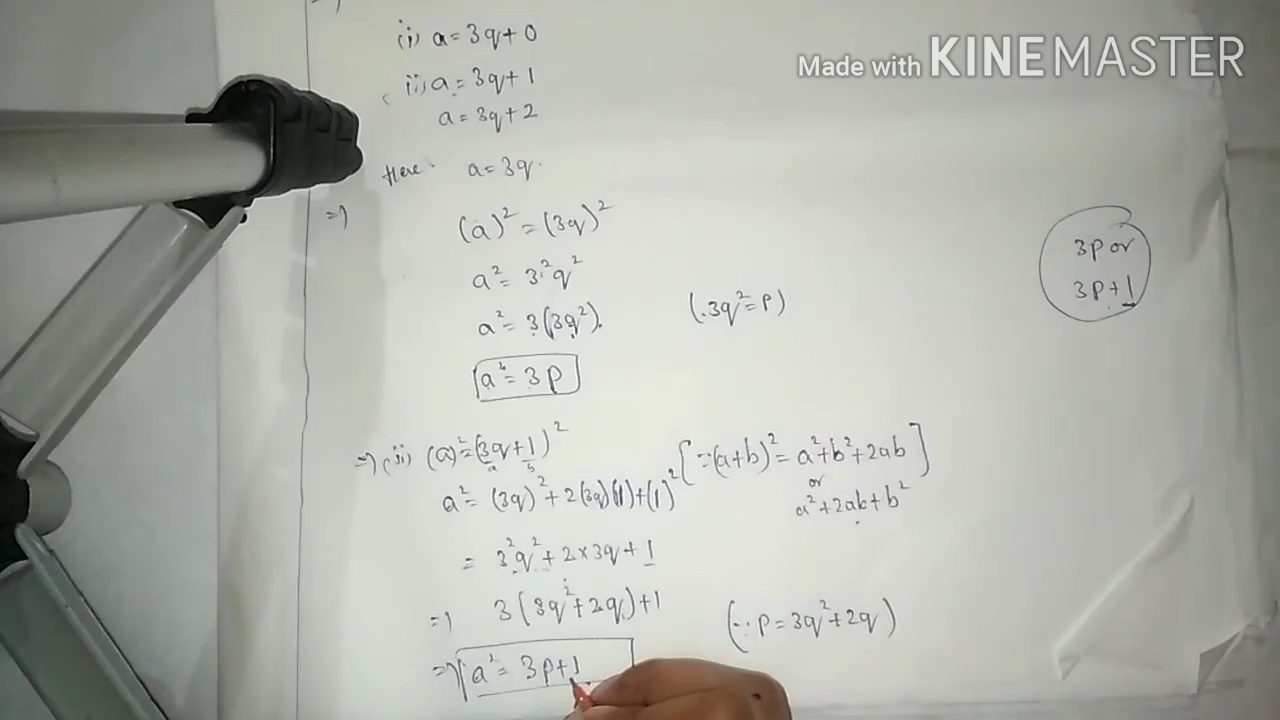 (i) a = 3q + 0
(ii) a = 3q + 1
a = 3q + 2
Made with KINEMASTER
Here a = 3q.
⇒ (a)² = (3q)²
a² = 3²q²
a² = 3(3q²). (3q² = P)
a² = 3P
3p or
3P+1
⇒ (ii) (a)² = (3q + 1)² [∵ (a+b)² = a² + b² + 2ab]
a b
or
a² = (3q)² + 2(3q)(1) + (1)² a² + 2ab + b²
= 3²q² + 2×3q + 1
⇒ 3(3q² + 2q) + 1 (∵ P = 3q² + 2q)
⇒ a² = 3P+1